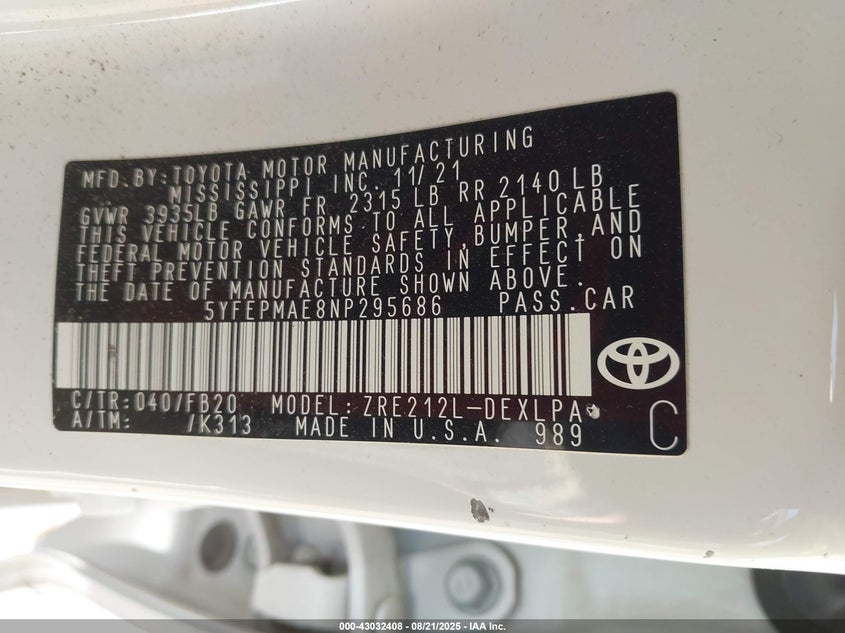 MFD. BY: TOYOTA MOTOR MANUFACTURING
MISSISSIPPI INC. 11/21
GVWR 3935LB GAWR FR 2315 LB RR 2140 LB
THIS VEHICLE CONFORMS TO ALL APPLICABLE
FEDERAL MOTOR VEHICLE SAFETY,BUMPER,AND
THEFT PREVENTION STANDARDS IN EFFECT ON
THE DATE OF MANUFACTURE SHOWN ABOVE.
5YFEPMAE8NP295686 PASS.CAR
C/TR: 040/FB20 MODEL: ZRE212L-DEXLPA
A/TM: /K313 MADE IN U.S.A. 989 C
000-43032408 - 08/21/2025 - IAA Inc.